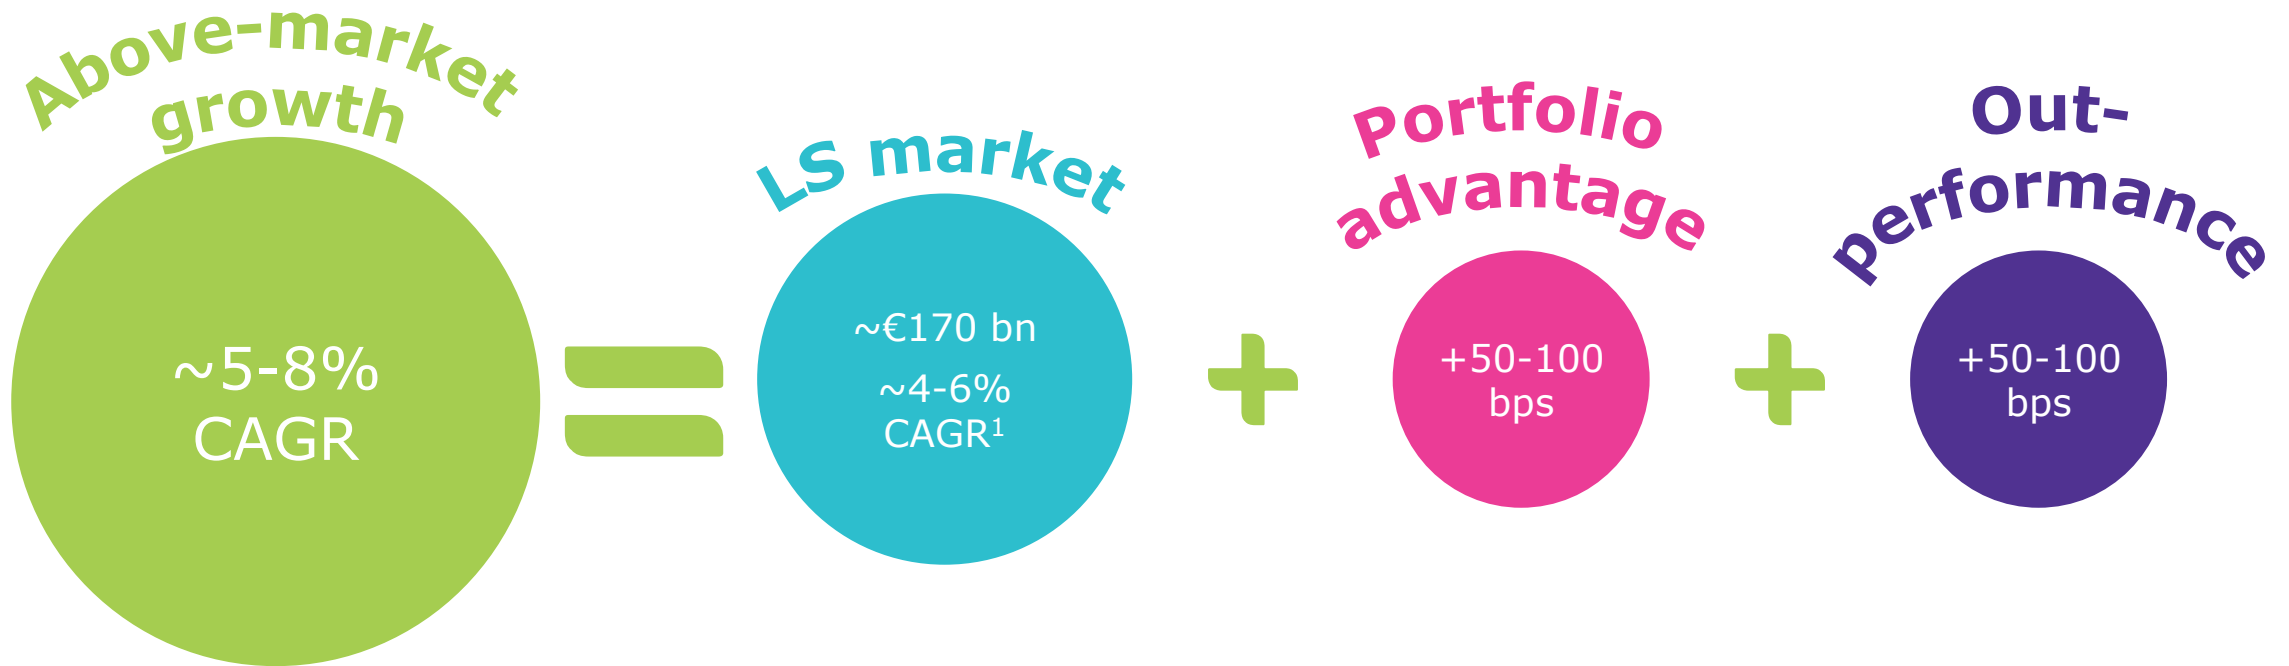 Above-market
growth
~5-8%
CAGR
LS market
~€170 bn
~4-6%
CAGR¹
Portfolio
advantage
+50-100
bps
Out-
performance
+50-100
bps